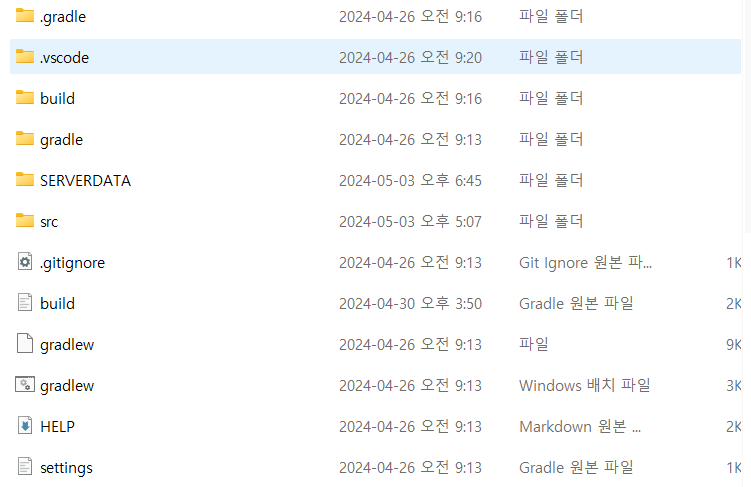 .gradle 2024-04-26 오전 9:16 파일 폴더
.vscode 2024-04-26 오전 9:20 파일 폴더
build 2024-04-26 오전 9:16 파일 폴더
gradle 2024-04-26 오전 9:13 파일 폴더
SERVERDATA 2024-05-03 오후 6:45 파일 폴더
src 2024-05-03 오후 5:07 파일 폴더
.gitignore 2024-04-26 오전 9:13 Git Ignore 원본 파... 1K
build 2024-04-30 오후 3:50 Gradle 원본 파일 2K
gradlew 2024-04-26 오전 9:13 파일 9K
gradlew 2024-04-26 오전 9:13 Windows 배치 파일 3K
HELP 2024-04-26 오전 9:13 Markdown 원본 ... 2K
settings 2024-04-26 오전 9:13 Gradle 원본 파일 1K